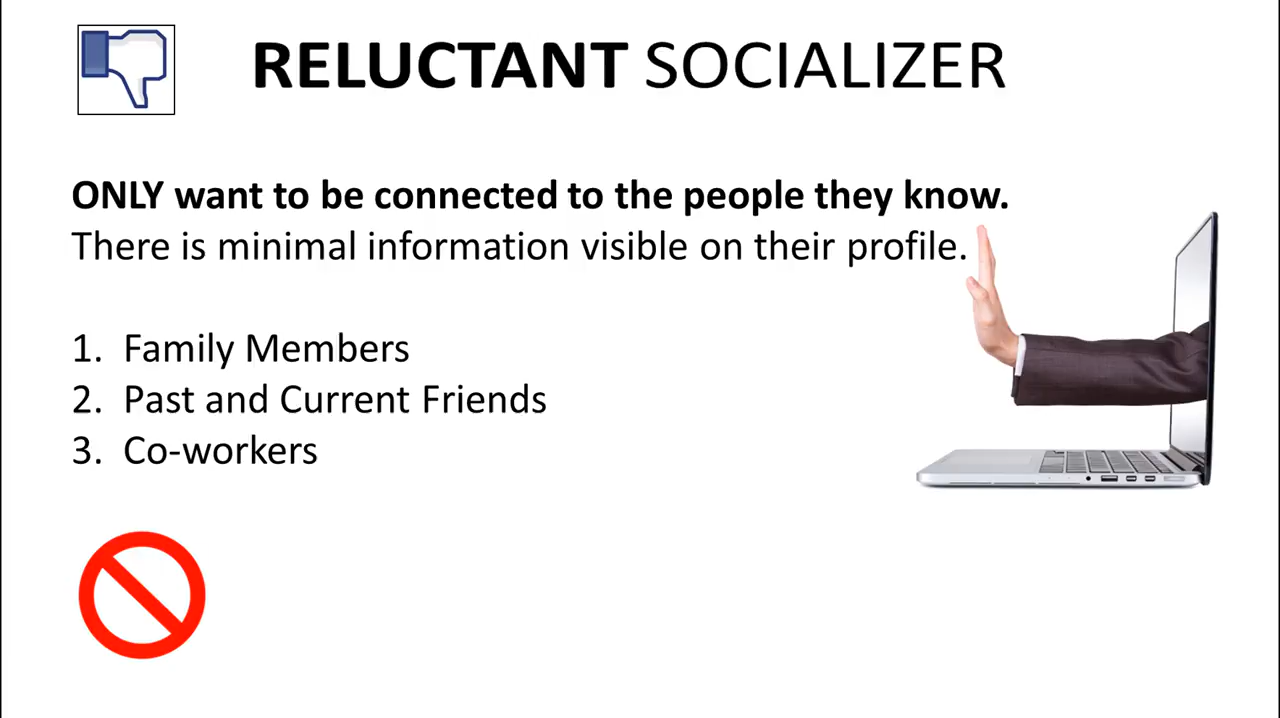 RELUCTANT SOCIALIZER
ONLY want to be connected to the people they know.
There is minimal information visible on their profile.
1. Family Members
2. Past and Current Friends
3. Co-workers